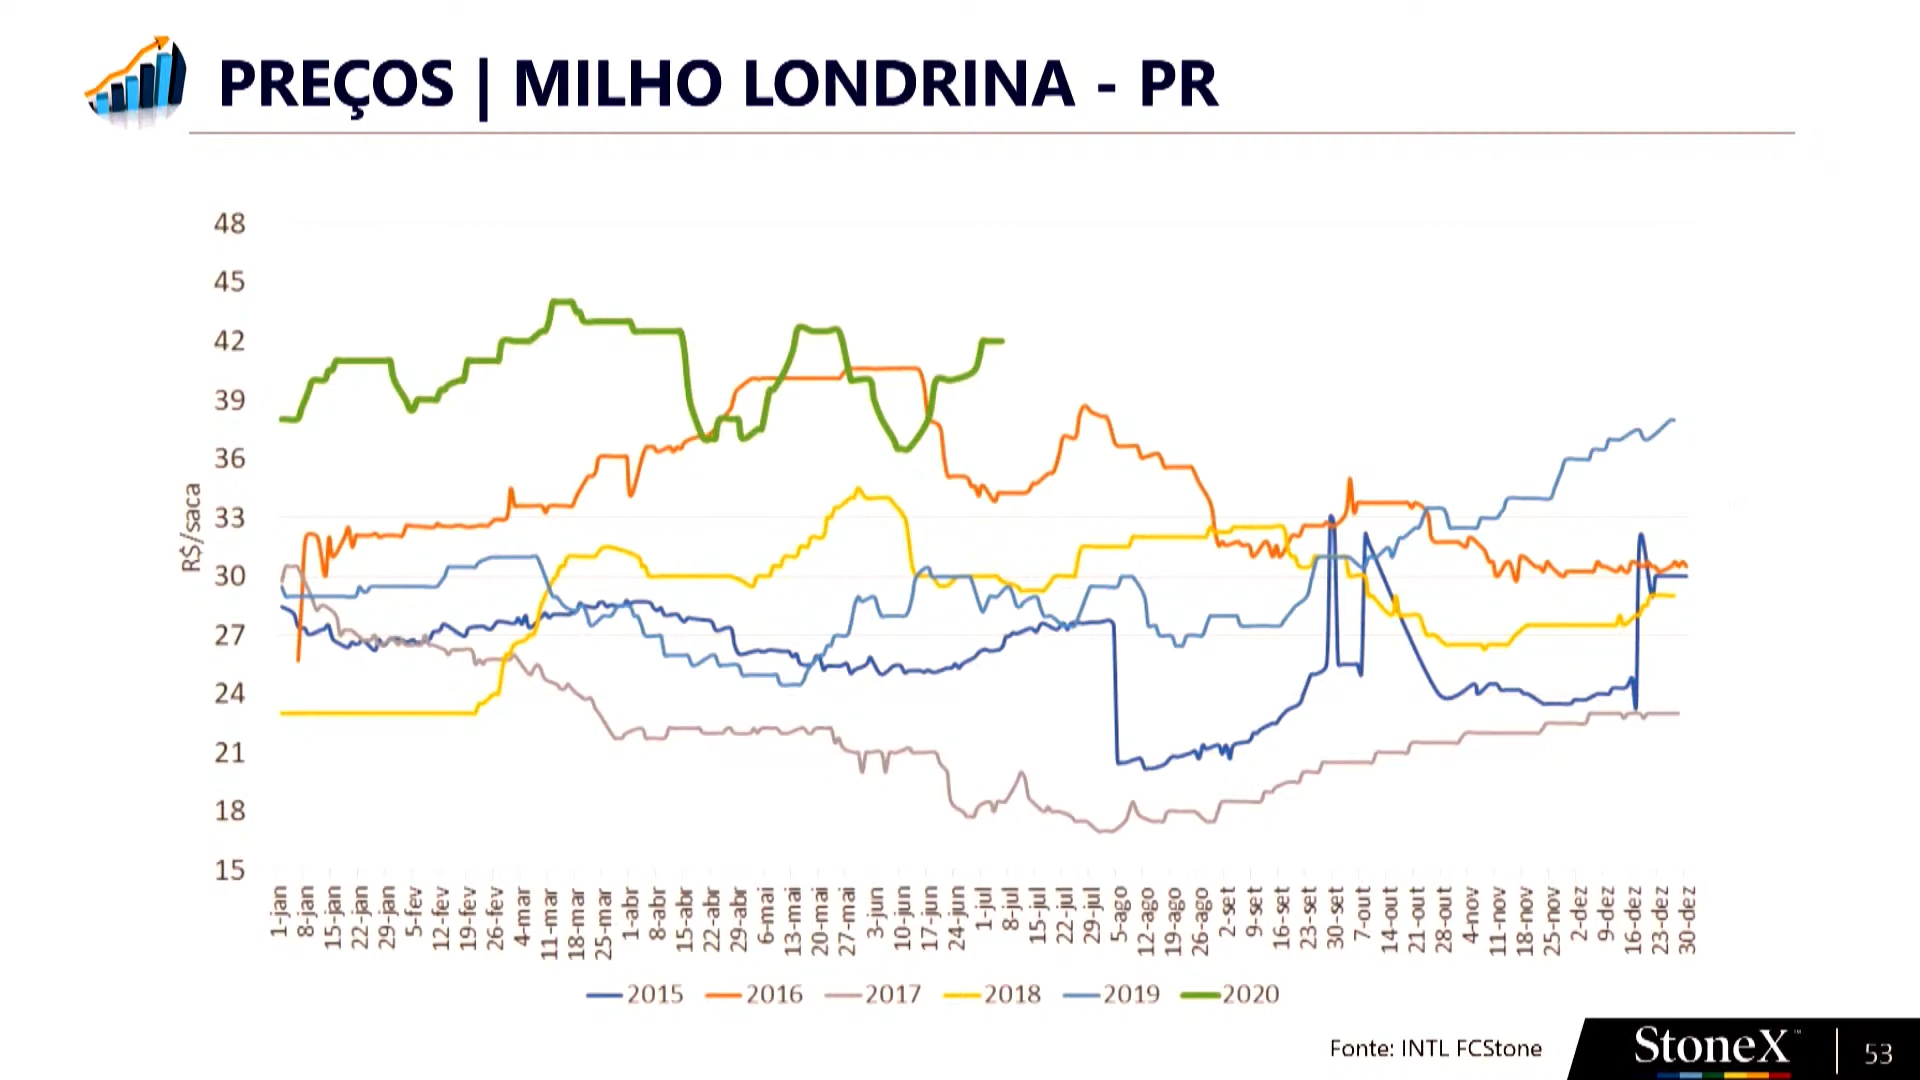 PREÇOS | MILHO LONDRINA - PR
48
45
42
39
36
33
30
27
24
21
18
15
R$/saca
1-jan
8-jan
15-jan
22-jan
29-jan
5-fev
12-fev
19-fev
26-fev
4-mar
11-mar
18-mar
25-mar
1-abr
8-abr
15-abr
22-abr
29-abr
6-mai
13-mai
20-mai
27-mai
3-jun
10-jun
17-jun
24-jun
1-jul
8-jul
15-jul
22-jul
29-jul
5-ago
12-ago
19-ago
26-ago
2-set
9-set
16-set
23-set
30-set
7-out
14-out
21-out
28-out
4-nov
11-nov
18-nov
25-nov
2-dez
9-dez
16-dez
23-dez
30-dez
2015 2016 2017 2018 2019 2020
Fonte: INTL FCStone
StoneX™
53